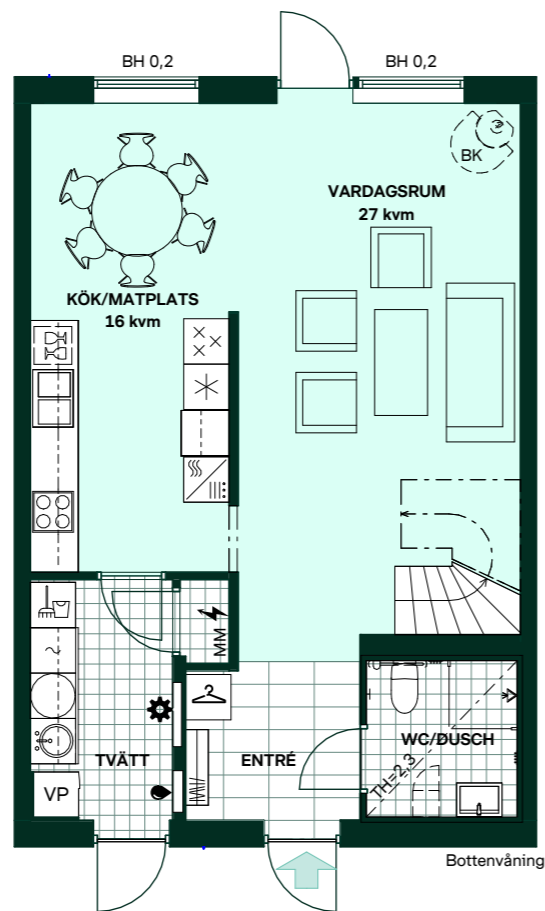 BH 0,2
BH 0,2
BK
VARDAGSRUM
27 kvm
KÖK/MATPLATS
16 kvm
MM
TVÄTT
ENTRÉ
WC/DUSCH
TH=2,3
VP
Bottenvåning